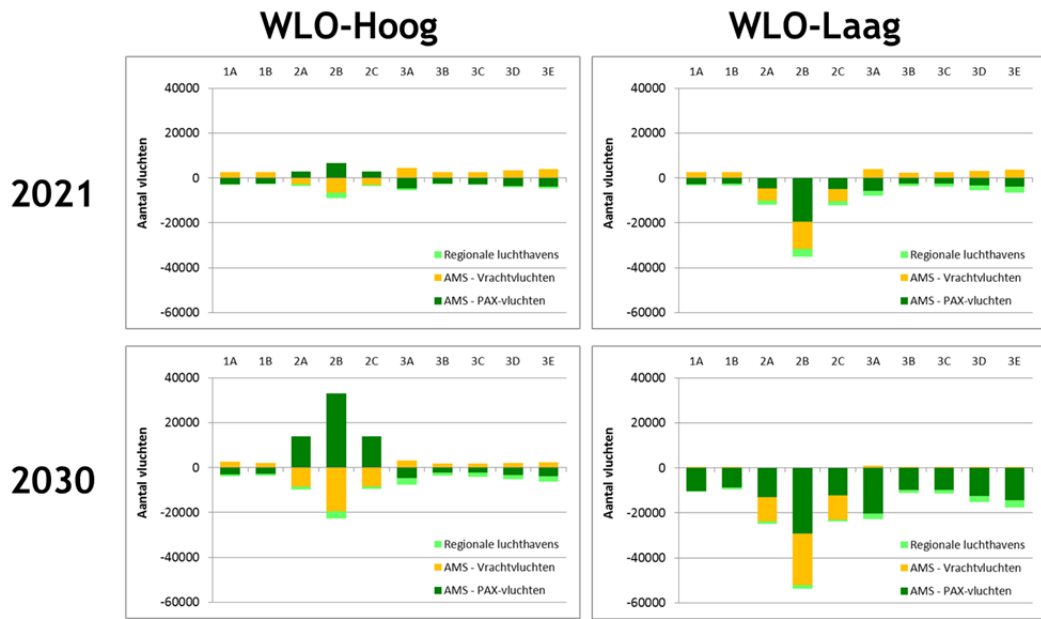 WLO-Hoog
WLO-Laag
2021
1A 1B 2A 2B 2C 3A 3B 3C 3D 3E
40000
20000
0
-20000
-40000
-60000
Aantal vluchten
Regionale luchthavens
AMS - Vrachtvluchten
AMS - PAX-vluchten
1A 1B 2A 2B 2C 3A 3B 3C 3D 3E
40000
20000
0
-20000
-40000
-60000
Aantal vluchten
Regionale luchthavens
AMS - Vrachtvluchten
AMS - PAX-vluchten
2030
1A 1B 2A 2B 2C 3A 3B 3C 3D 3E
40000
20000
0
-20000
-40000
-60000
Aantal vluchten
Regionale luchthavens
AMS - Vrachtvluchten
AMS - PAX-vluchten
1A 1B 2A 2B 2C 3A 3B 3C 3D 3E
40000
20000
0
-20000
-40000
-60000
Aantal vluchten
Regionale luchthavens
AMS - Vrachtvluchten
AMS - PAX-vluchten